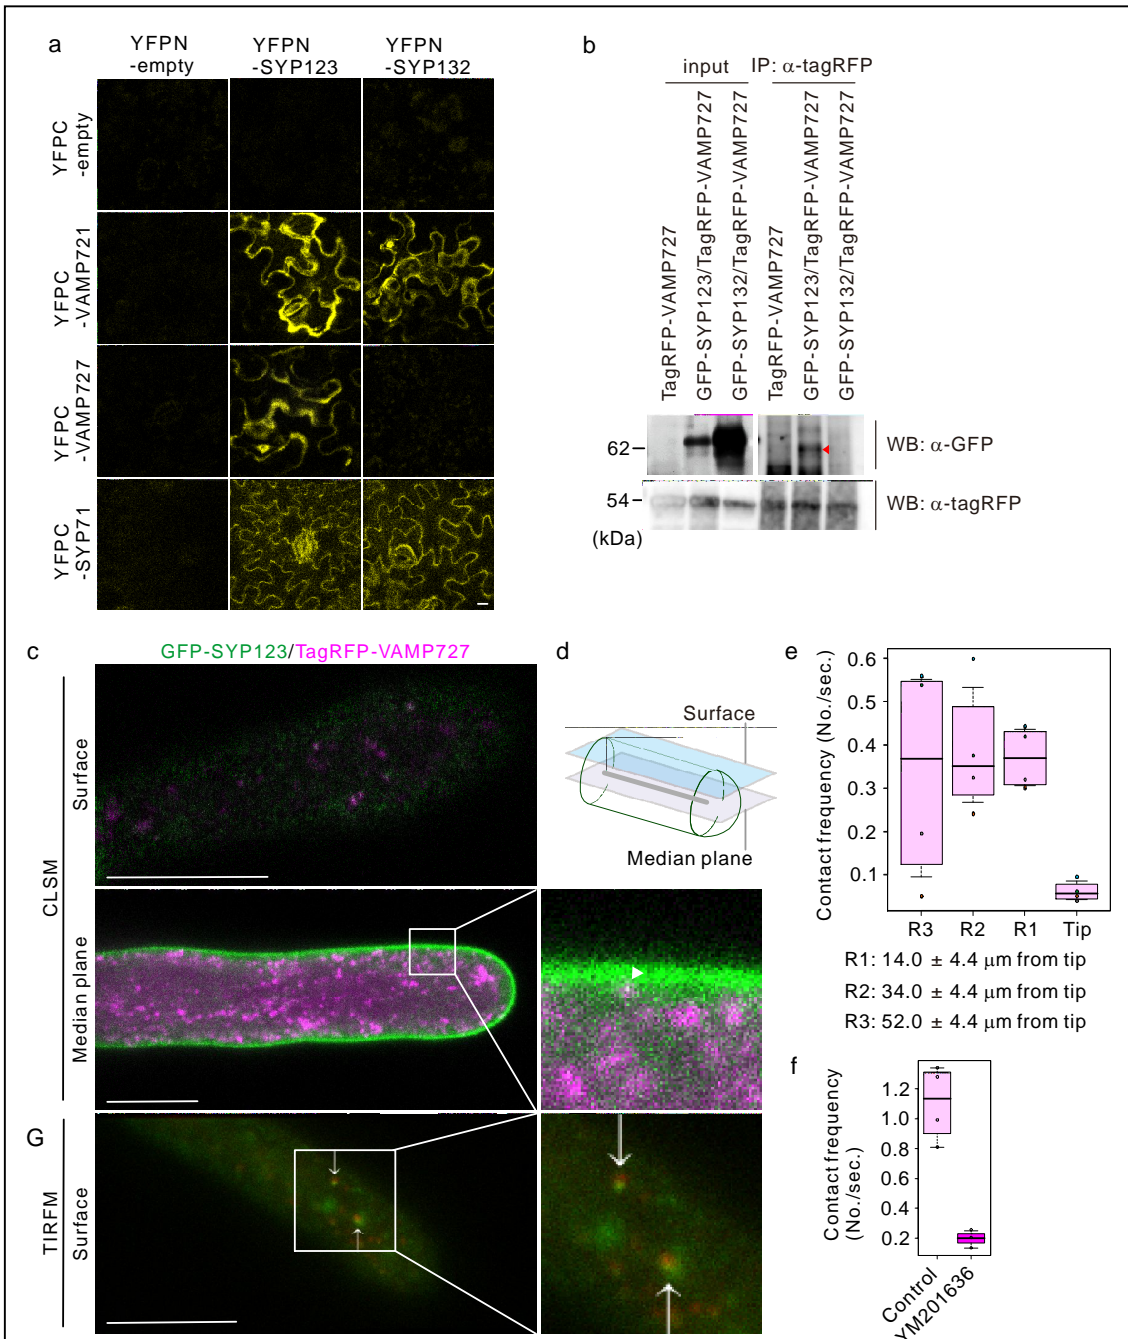 a
YFPN
-empty
YFPN
-SYP123
YFPN
-SYP132
YFPC
-empty
YFPC
-VAMP721
YFPC
-VAMP727
YFPC
-SYP71
b
input
IP: α-tagRFP
TagRFP-VAMP727
GFP-SYP123/TagRFP-VAMP727
GFP-SYP132/TagRFP-VAMP727
TagRFP-VAMP727
GFP-SYP123/TagRFP-VAMP727
GFP-SYP132/TagRFP-VAMP727
62
WB: α-GFP
54
WB: α-tagRFP
(kDa)
c
GFP-SYP123/TagRFP-VAMP727
CLSM
Surface
Median plane
d
Surface
Median plane
e
Contact frequency (No./sec.)
0.6
0.5
0.4
0.3
0.2
0.1
R3 R2 R1 Tip
R1: 14.0 ± 4.4 μm from tip
R2: 34.0 ± 4.4 μm from tip
R3: 52.0 ± 4.4 μm from tip
f
Contact frequency
(No./sec.)
1.2
1.0
0.8
0.6
0.4
0.2
Control
YM201636
G
TIRFM
Surface